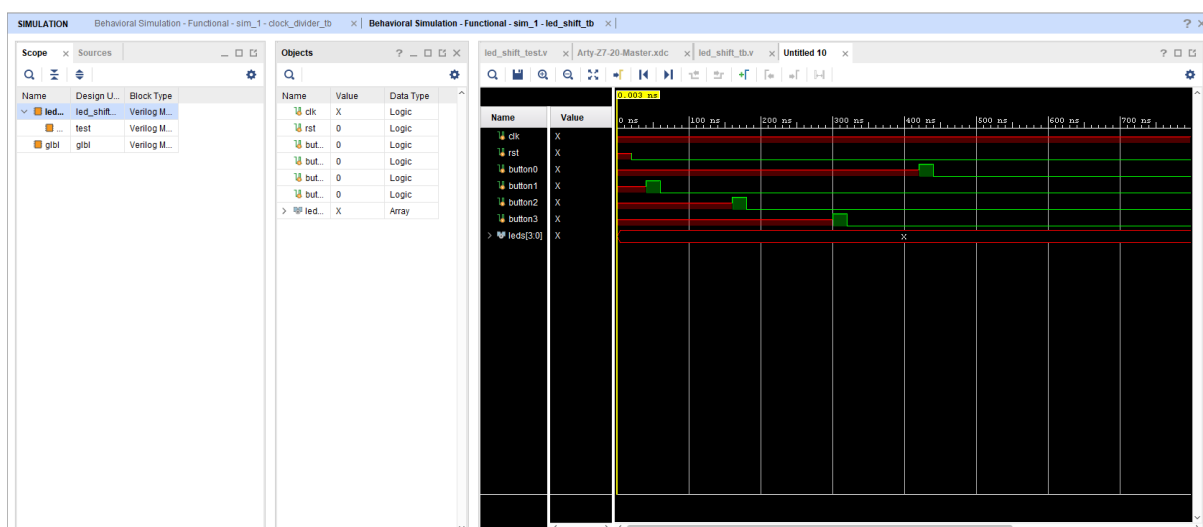 SIMULATION Behavioral Simulation - Functional - sim_1 - clock_divider_tb × Behavioral Simulation - Functional - sim_1 - led_shift_tb × ? ×
Scope × Sources
Name Design U... Block Type
led... led_shift... Verilog M...
... test Verilog M...
glbl glbl Verilog M...
Objects
Name Value Data Type
clk X Logic
rst 0 Logic
but... 0 Logic
but... 0 Logic
but... 0 Logic
but... 0 Logic
led... X Array
led_shift_test.v × Arty-Z7-20-Master.xdc × led_shift_tb.v × Untitled 10 ×
0.003 ns
Name Value
0 ns 100 ns 200 ns 300 ns 400 ns 500 ns 600 ns 700 ns
clk X
rst X
button0 X
button1 X
button2 X
button3 X
leds[3:0] X X